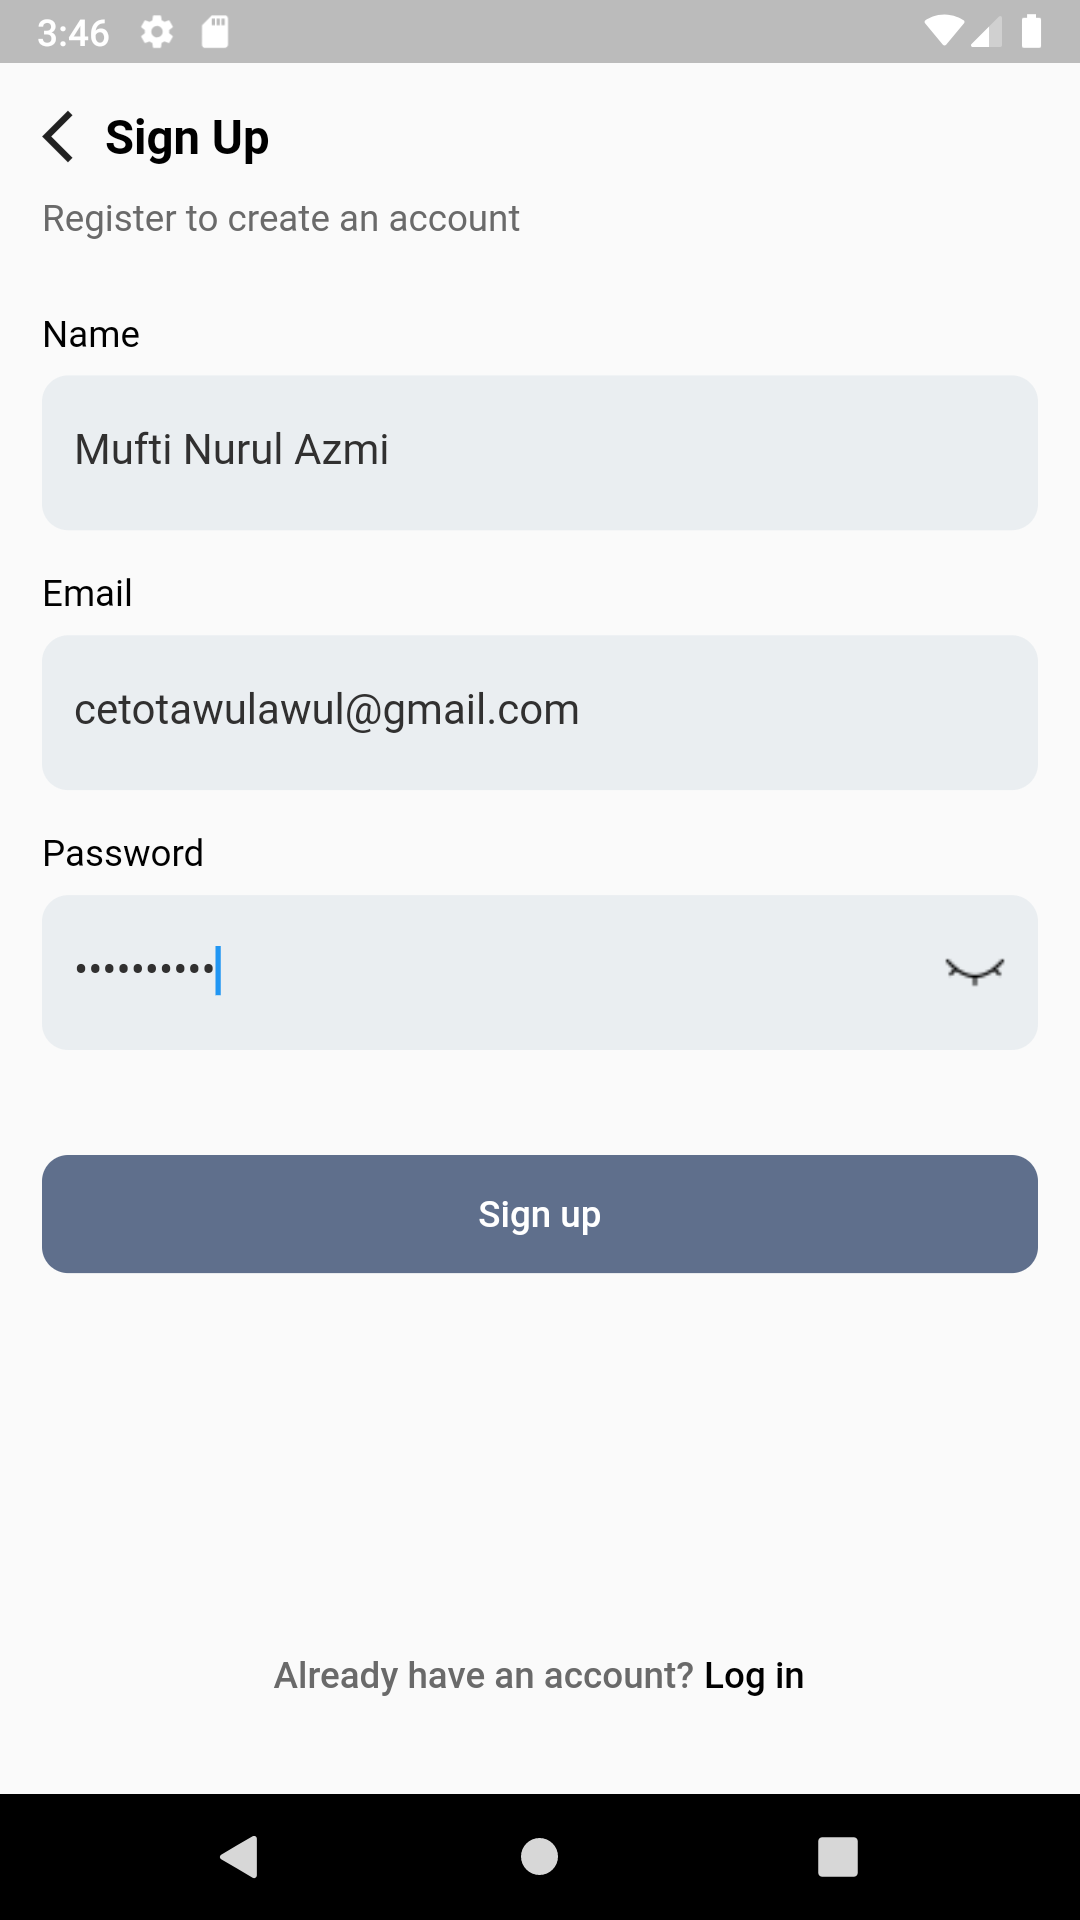 3:46
Sign Up
Register to create an account
Name
Mufti Nurul Azmi
Email
cetotawulawul@gmail.com
Password
••••••••••
Sign up
Already have an account? Log in